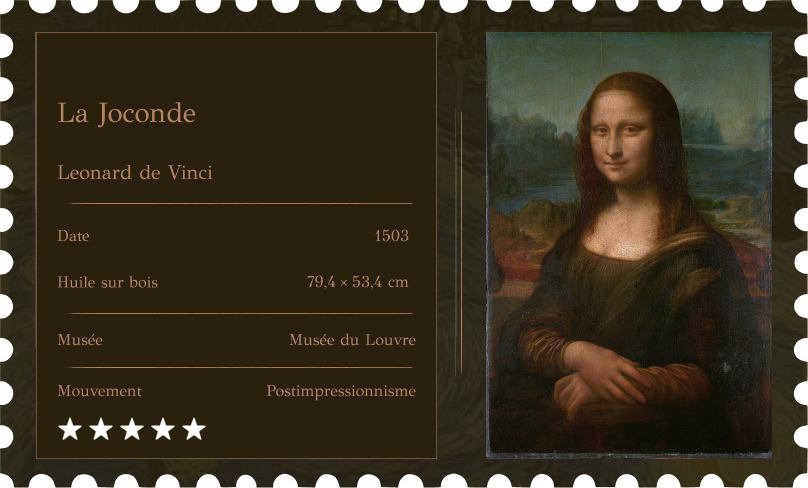 La Joconde
Leonard de Vinci
Date 1503
Huile sur bois 79,4 × 53,4 cm
Musée Musée du Louvre
Mouvement Postimpressionnisme